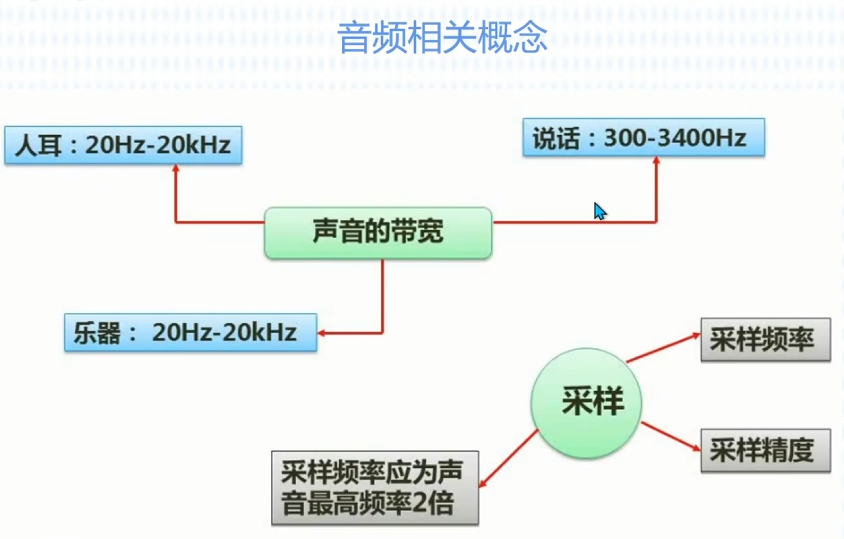 音频相关概念
人耳：20Hz-20kHz
说话：300-3400Hz
声音的带宽
乐器： 20Hz-20kHz
采样频率
采样
采样精度
采样频率应为声
音最高频率2倍